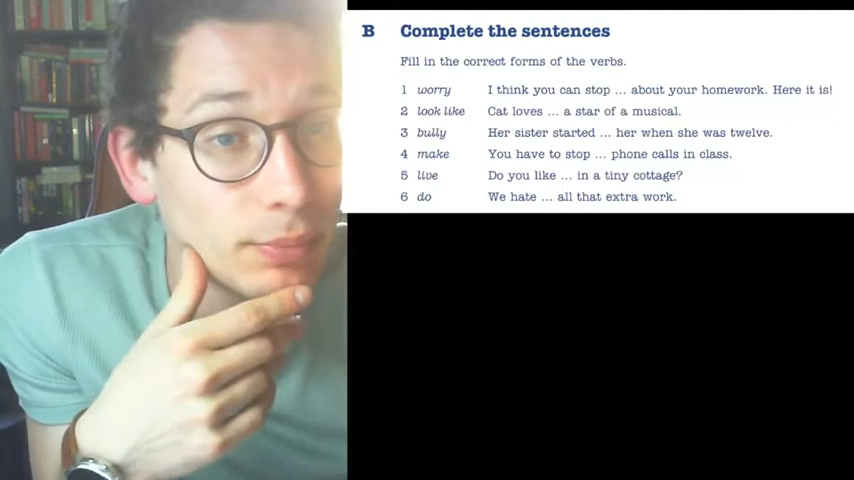 B Complete the sentences
Fill in the correct forms of the verbs.
1 worry I think you can stop ... about your homework. Here it is!
2 look like Cat loves ... a star of a musical.
3 bully Her sister started ... her when she was twelve.
4 make You have to stop ... phone calls in class.
5 live Do you like ... in a tiny cottage?
6 do We hate ... all that extra work.